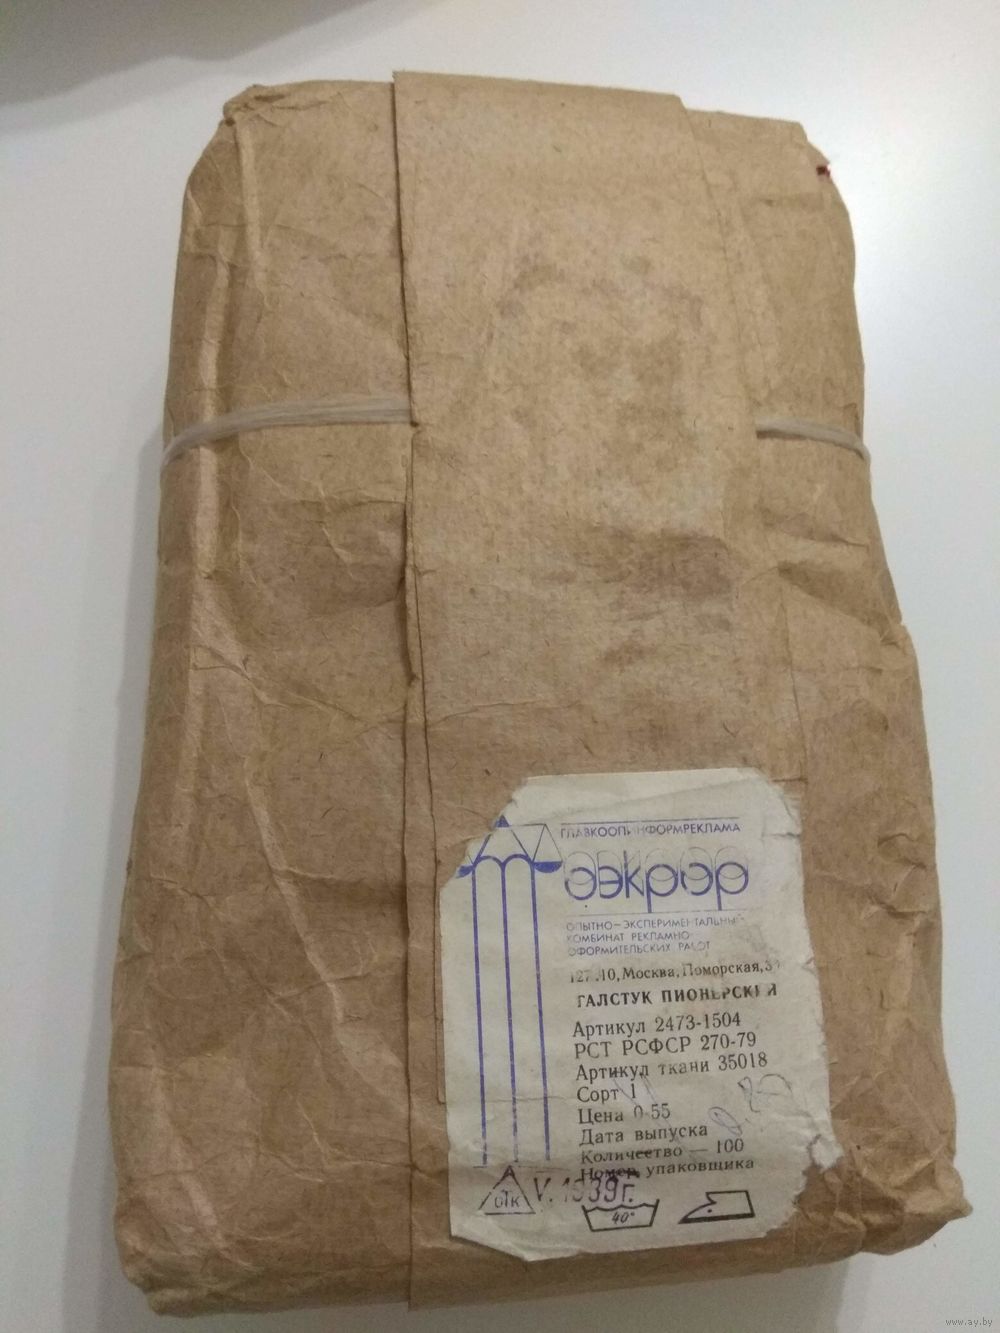 ГЛАВКООПИНФОРМРЕКЛАМА
ОЭКРОР
ОПЫТНО-ЭКСПЕРИМЕНТАЛЬНЫЙ
КОМБИНАТ РЕКЛАМНО-
ОФОРМИТЕЛЬСКИХ РАБОТ
Москва, Поморская,
ГАЛСТУК ПИОНЕРСКИЙ
Артикул 2473-1504
РСТ РСФСР 270-79
Артикул ткани 35018
Сорт 1
Цена 0-55
Дата выпуска
Количество — 100
Номер упаковщика
ОТК
40°
www.ay.by